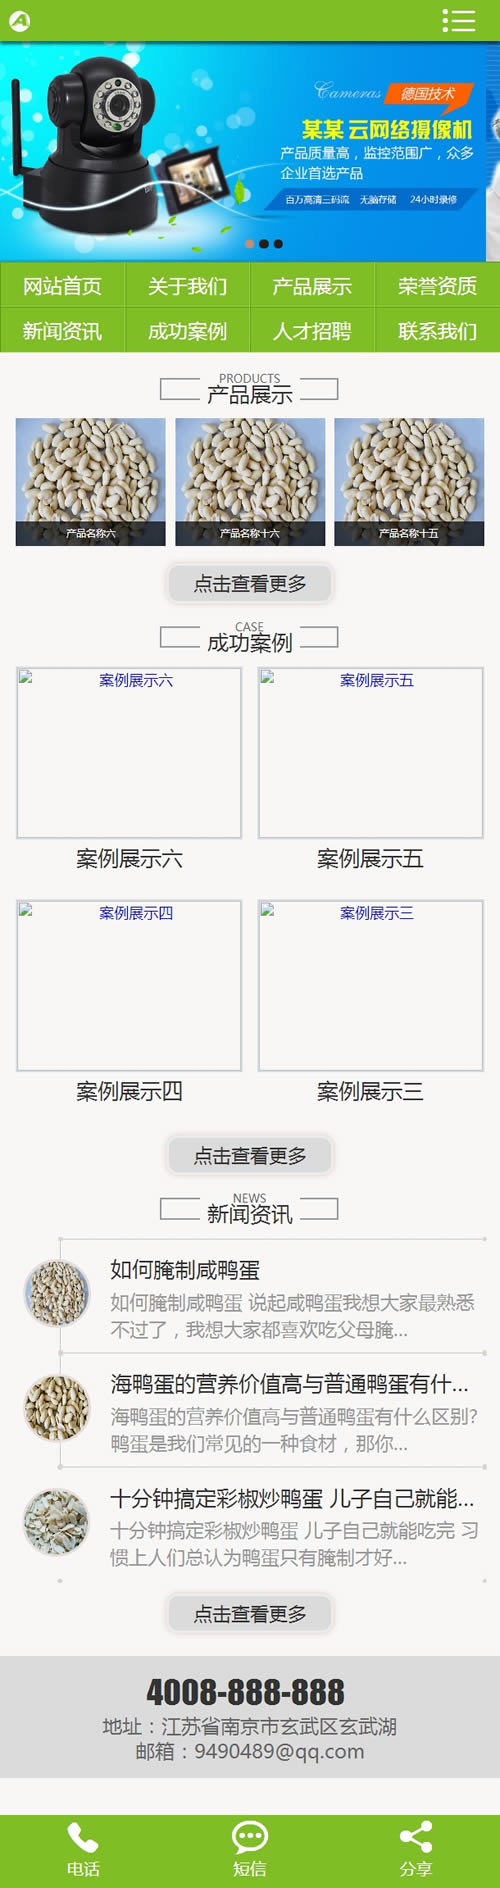 A
Cameras 德国技术
某某 云网络摄像机
产品质量高，监控范围广，众多
企业首选产品
百万高清三码流 无脑存储 24小时录修
网站首页 关于我们 产品展示 荣誉资质
新闻资讯 成功案例 人才招聘 联系我们
PRODUCTS
产品展示
产品名称六 产品名称十六 产品名称十五
点击查看更多
CASE
成功案例
案例展示六 案例展示五
案例展示六 案例展示五
案例展示四 案例展示三
案例展示四 案例展示三
点击查看更多
NEWS
新闻资讯
如何腌制咸鸭蛋
如何腌制咸鸭蛋 说起咸鸭蛋我想大家最熟悉
不过了，我想大家都喜欢吃父母腌...
海鸭蛋的营养价值高与普通鸭蛋有什...
海鸭蛋的营养价值高与普通鸭蛋有什么区别?
鸭蛋是我们常见的一种食材，那你...
十分钟搞定彩椒炒鸭蛋 儿子自己就能...
十分钟搞定彩椒炒鸭蛋 儿子自己就能吃完 习
惯上人们总认为鸭蛋只有腌制才好...
点击查看更多
4008-888-888
地址：江苏省南京市玄武区玄武湖
邮箱：9490489@qq.com
电话 短信 分享